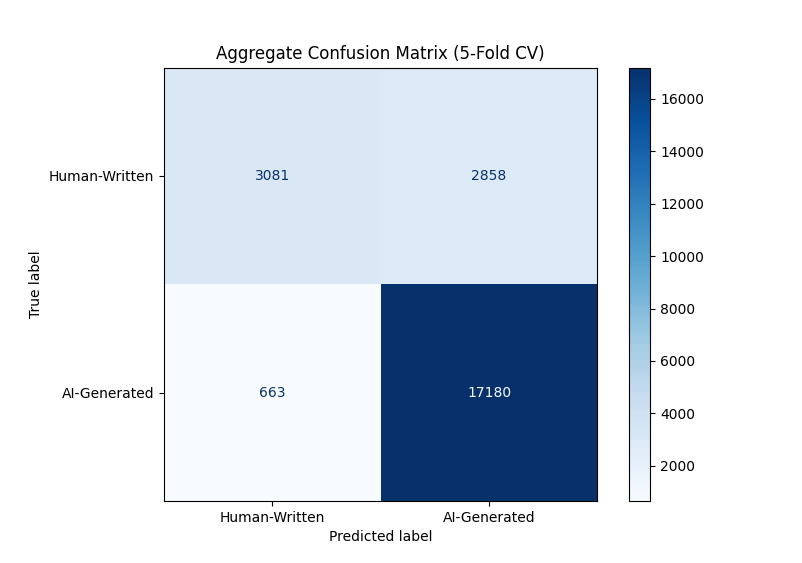 Aggregate Confusion Matrix (5-Fold CV)
True label
Human-Written
3081
2858
AI-Generated
663
17180
Human-Written
AI-Generated
Predicted label
16000
14000
12000
10000
8000
6000
4000
2000